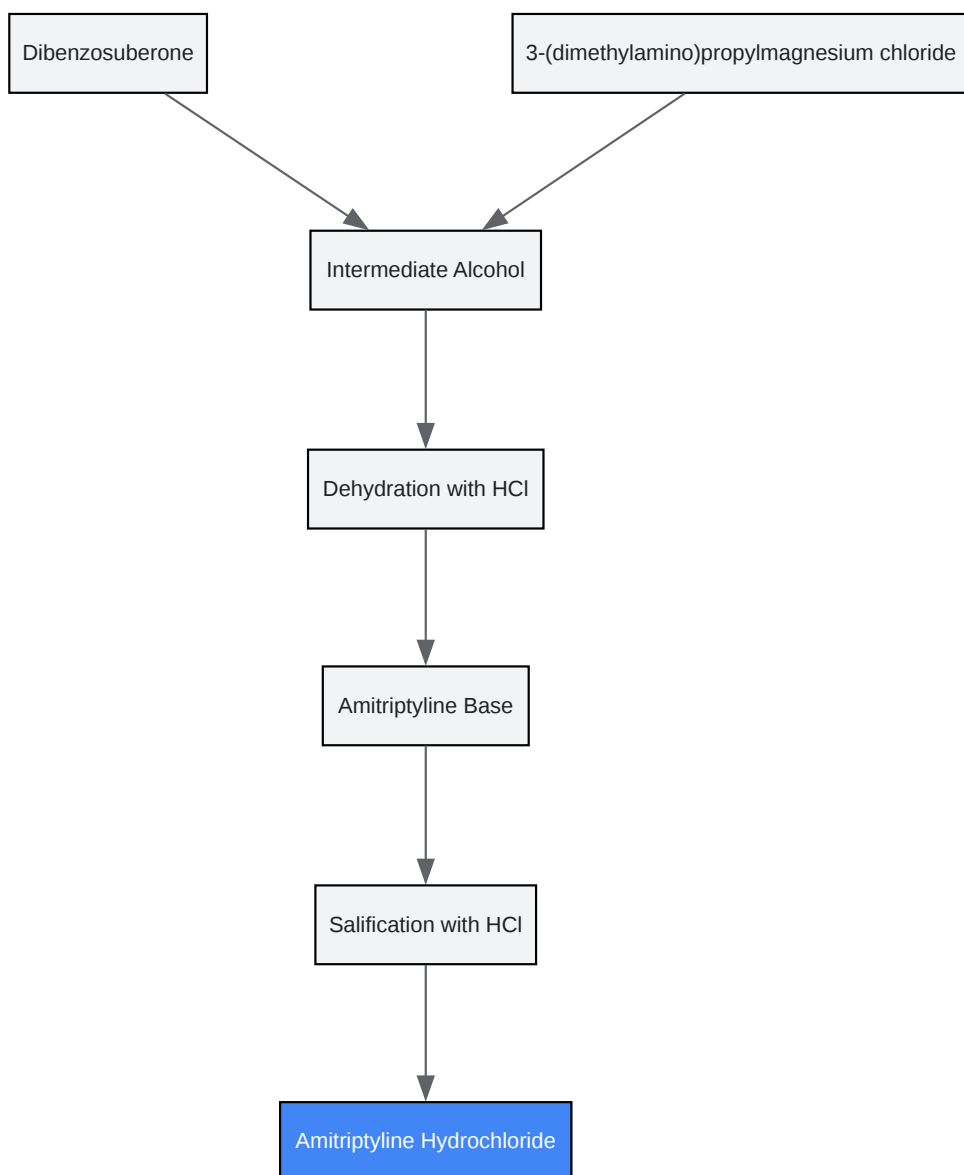 Dibenzosuberone
3-(dimethylamino)propylmagnesium chloride
Intermediate Alcohol
Dehydration with HCl
Amitriptyline Base
Salification with HCl
Amitriptyline Hydrochloride